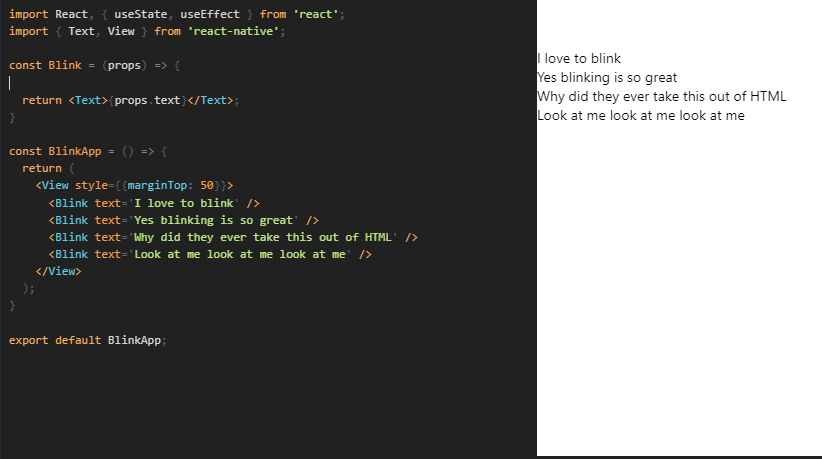 import React, { useState, useEffect } from 'react';
import { Text, View } from 'react-native';
const Blink = (props) => {
return <Text>{props.text}</Text>;
}
const BlinkApp = () => {
return (
<View style={{marginTop: 50}}>
<Blink text='I love to blink' />
<Blink text='Yes blinking is so great' />
<Blink text='Why did they ever take this out of HTML' />
<Blink text='Look at me look at me look at me' />
</View>
);
}
export default BlinkApp;
I love to blink
Yes blinking is so great
Why did they ever take this out of HTML
Look at me look at me look at me